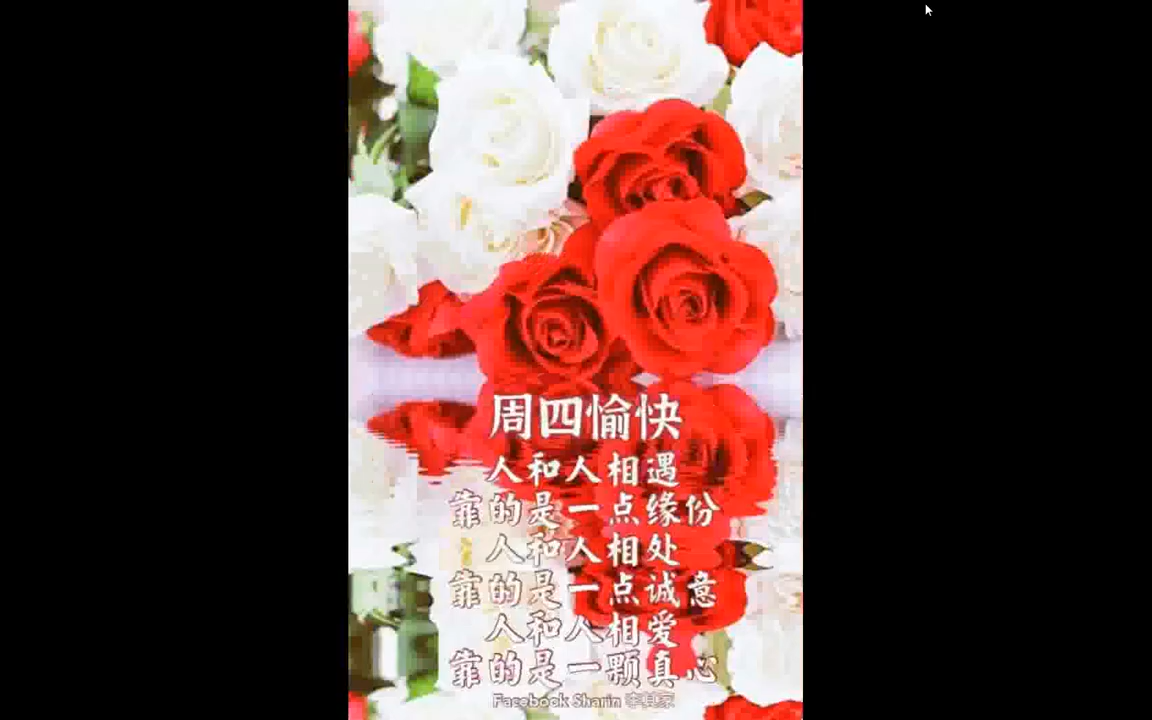 周四愉快
人和人相遇
靠的是一点缘份
人和人相处
靠的是一点诚意
人和人相爱
靠的是一颗真心
Facebook Sharin 李